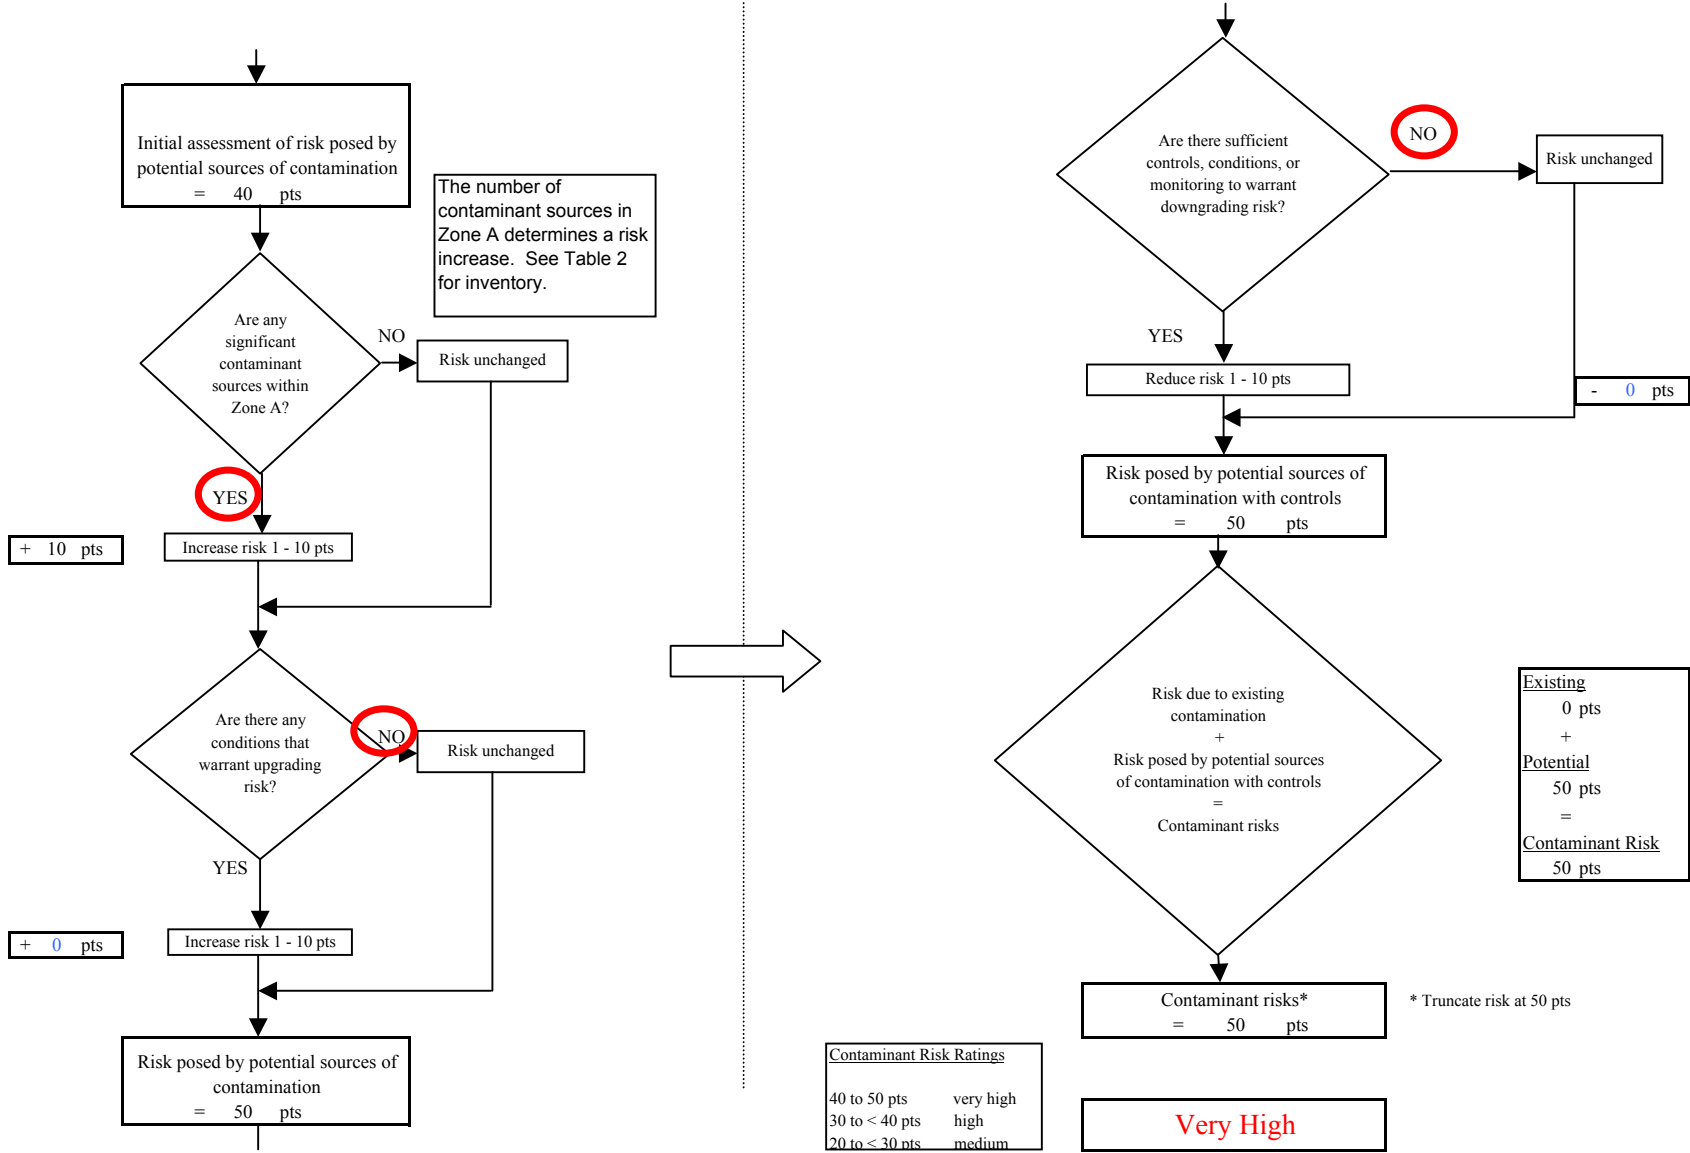 Initial assessment of risk posed by
potential sources of contamination
= 40 pts
The number of
contaminant sources in
Zone A determines a risk
increase. See Table 2
for inventory.
Are any
significant
contaminant
sources within
Zone A?
NO
Risk unchanged
YES
+ 10 pts
Increase risk 1 - 10 pts
Are there any
conditions that
warrant upgrading
risk?
NO
Risk unchanged
YES
+ 0 pts
Increase risk 1 - 10 pts
Risk posed by potential sources of
contamination
= 50 pts
Are there sufficient
controls, conditions, or
monitoring to warrant
downgrading risk?
NO
Risk unchanged
YES
Reduce risk 1 - 10 pts
- 0 pts
Risk posed by potential sources of
contamination with controls
= 50 pts
Risk due to existing
contamination
+
Risk posed by potential sources
of contamination with controls
=
Contaminant risks
Existing
0 pts
+
Potential
50 pts
=
Contaminant Risk
50 pts
Contaminant risks*
= 50 pts
* Truncate risk at 50 pts
Contaminant Risk Ratings
40 to 50 pts very high
30 to < 40 pts high
20 to < 30 pts medium
Very High